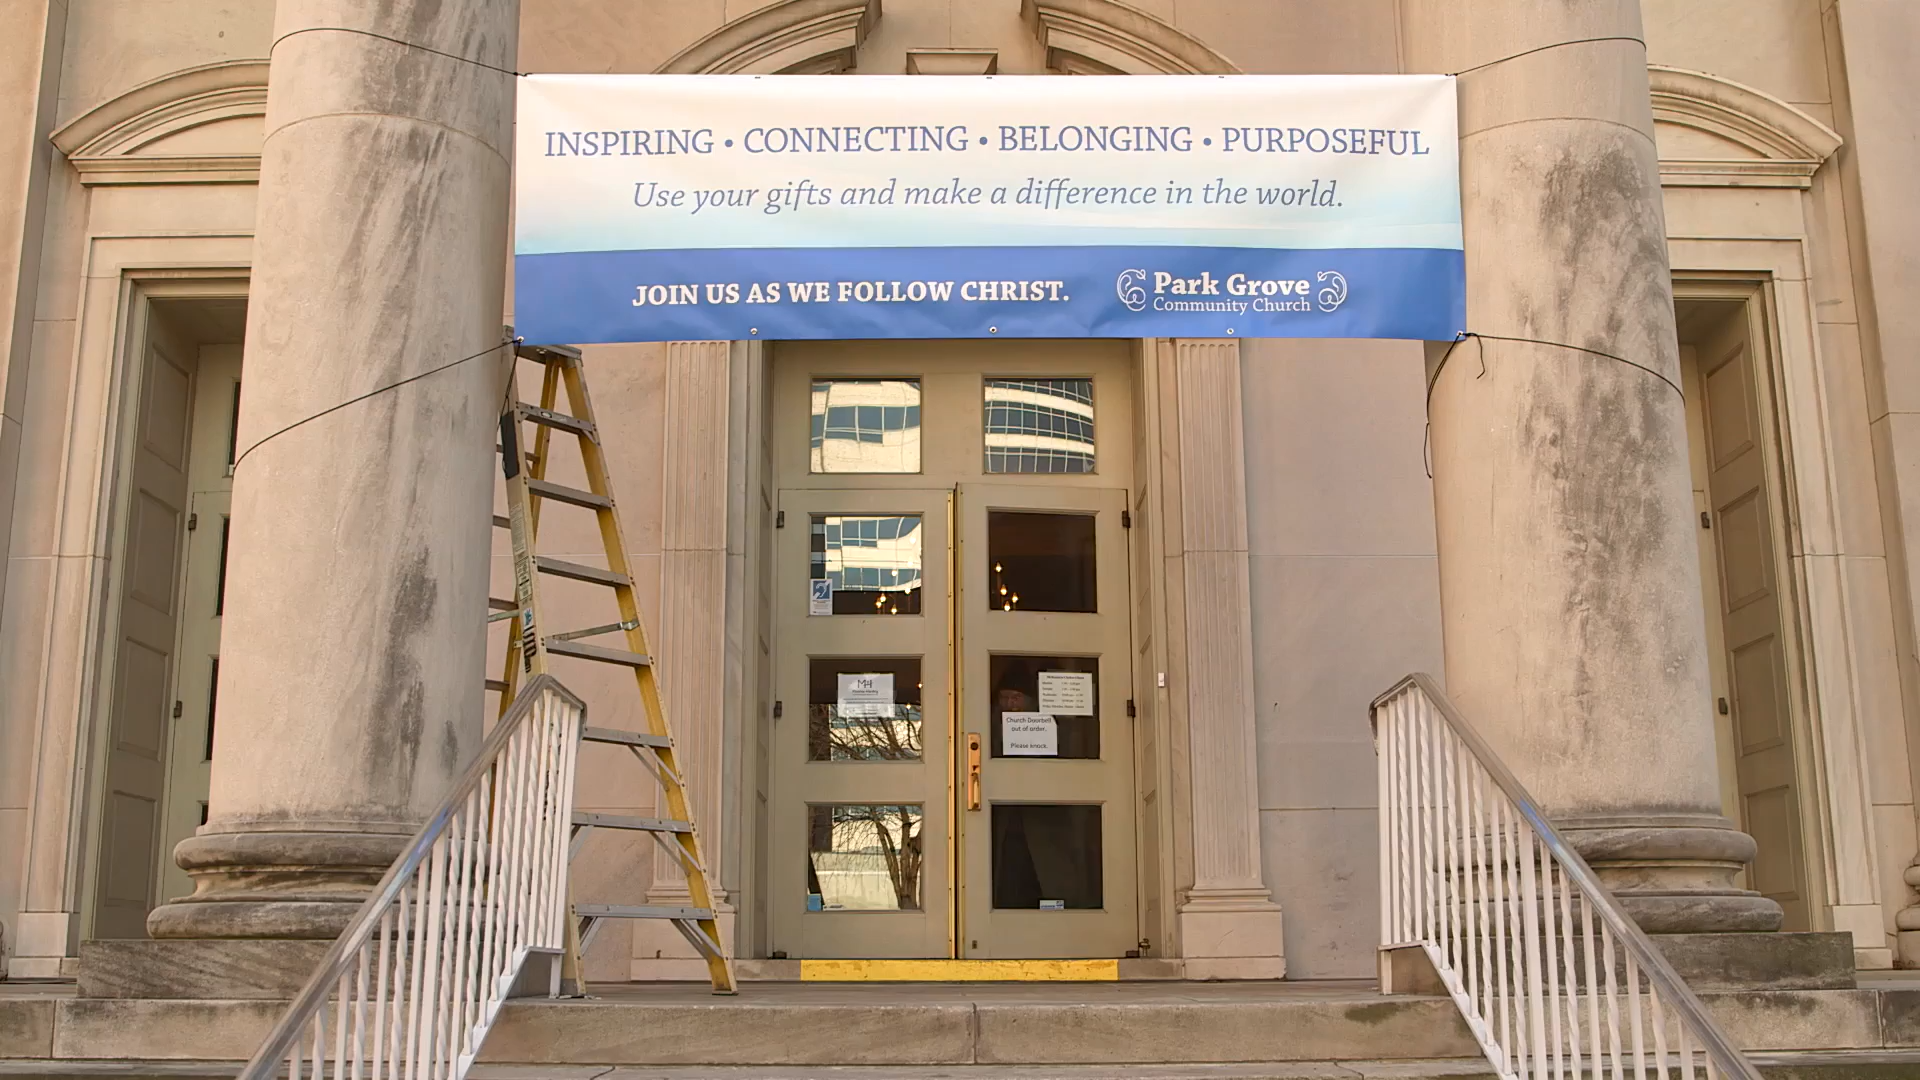 INSPIRING • CONNECTING • BELONGING • PURPOSEFUL
Use your gifts and make a difference in the world.
JOIN US AS WE FOLLOW CHRIST.
Park Grove
Community Church
M+
Church Doorbell
out of order.
Please knock.